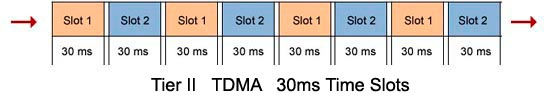 Slot 1 Slot 2 Slot 1 Slot 2 Slot 1 Slot 2 Slot 1 Slot 2
30 ms 30 ms 30 ms 30 ms 30 ms 30 ms 30 ms 30 ms
Tier II TDMA 30ms Time Slots